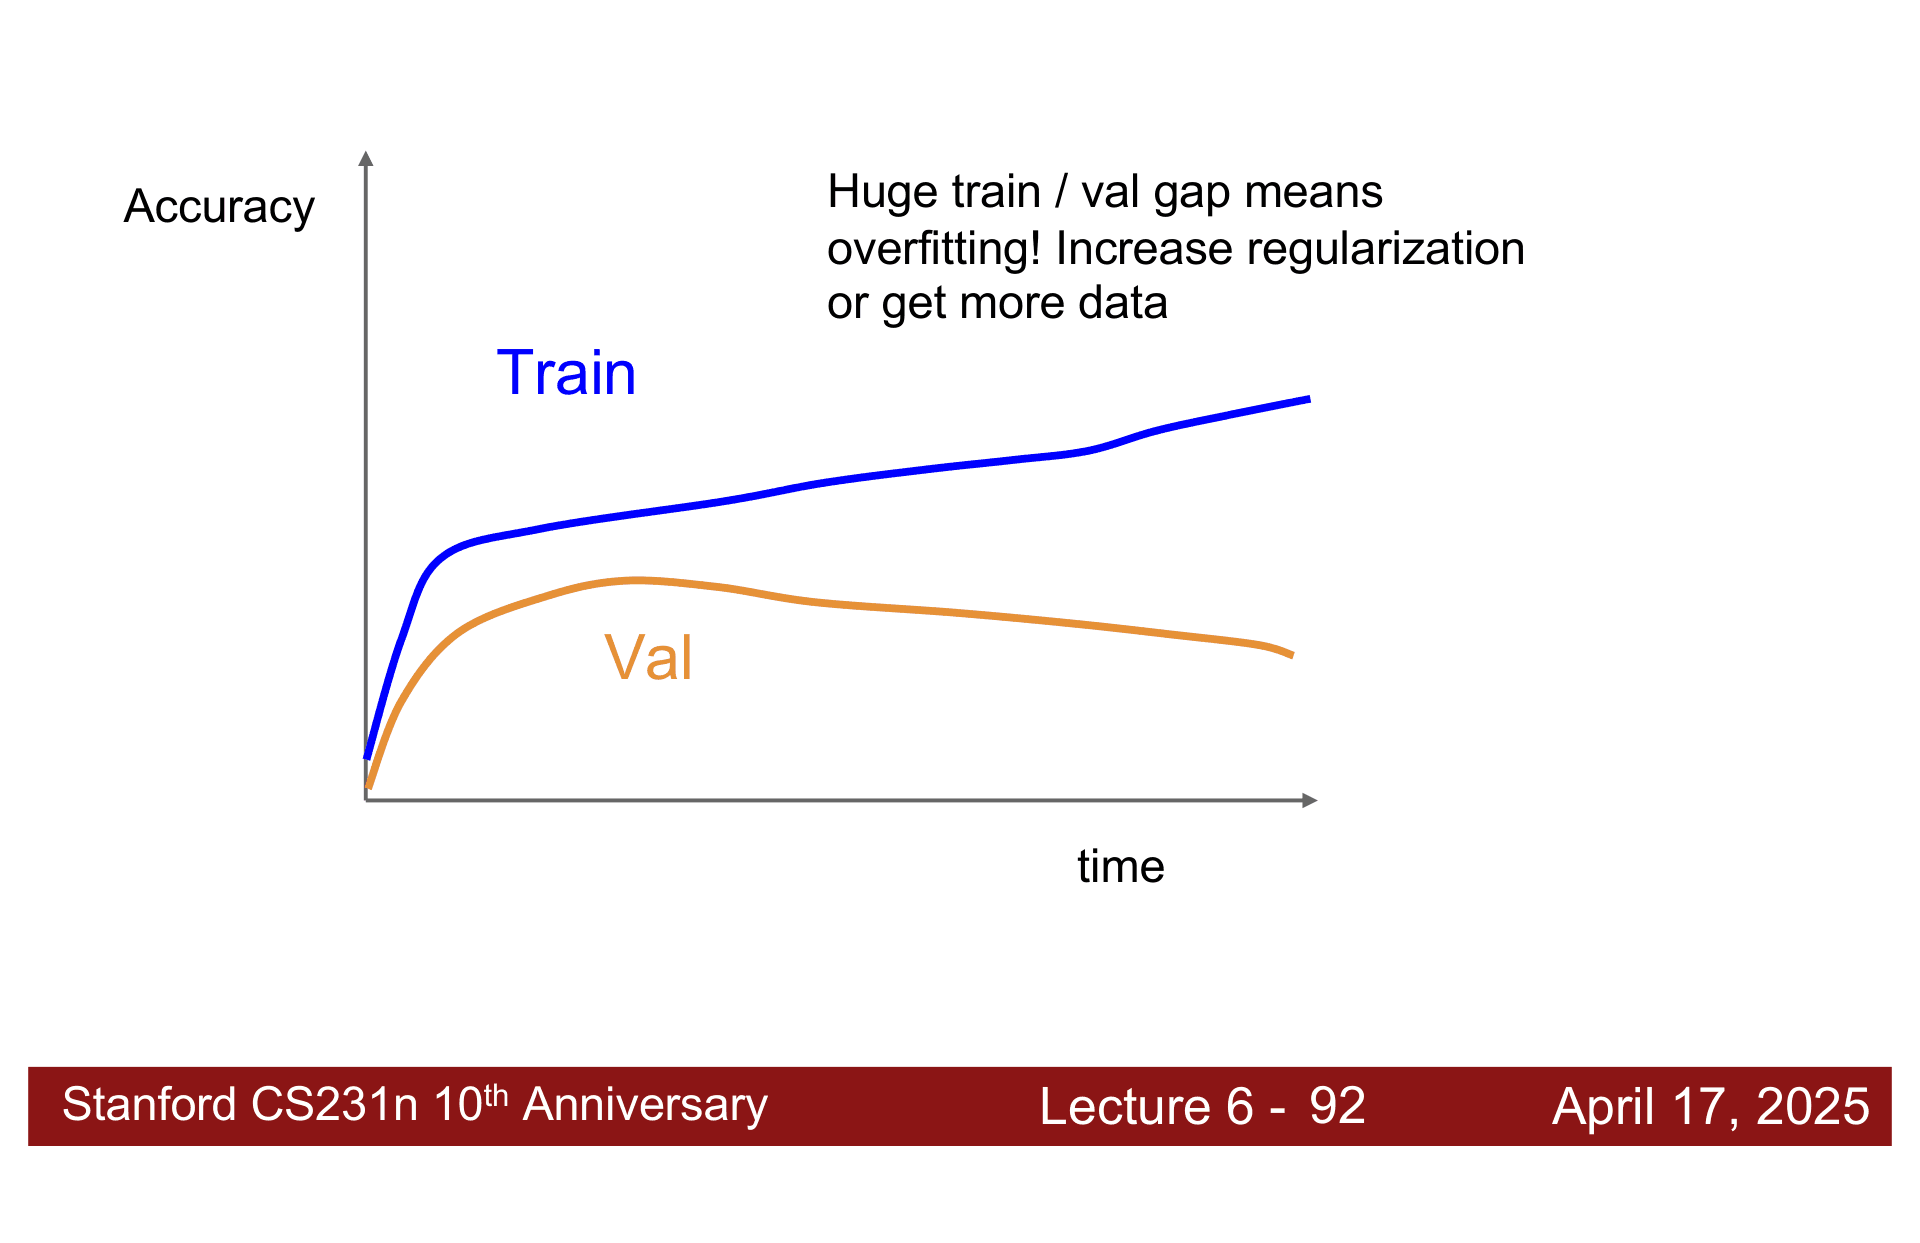 Accuracy
Huge train / val gap means
overfitting! Increase regularization
or get more data
Train
Val
time
Stanford CS231n 10th Anniversary
Lecture 6 - 92
April 17, 2025